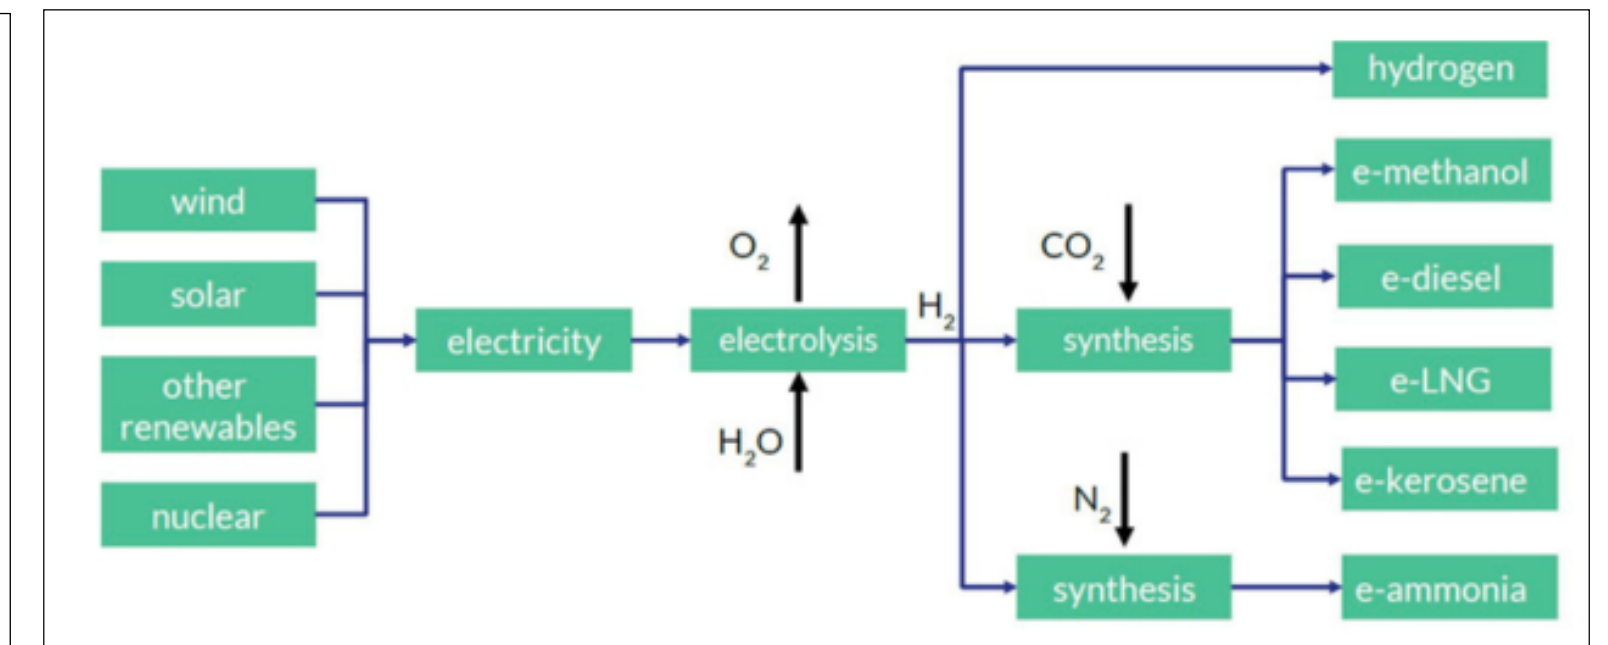 wind
solar
other
renewables
nuclear
electricity
O₂
electrolysis
H₂O
H₂
CO₂
synthesis
N₂
synthesis
hydrogen
e-methanol
e-diesel
e-LNG
e-kerosene
e-ammonia